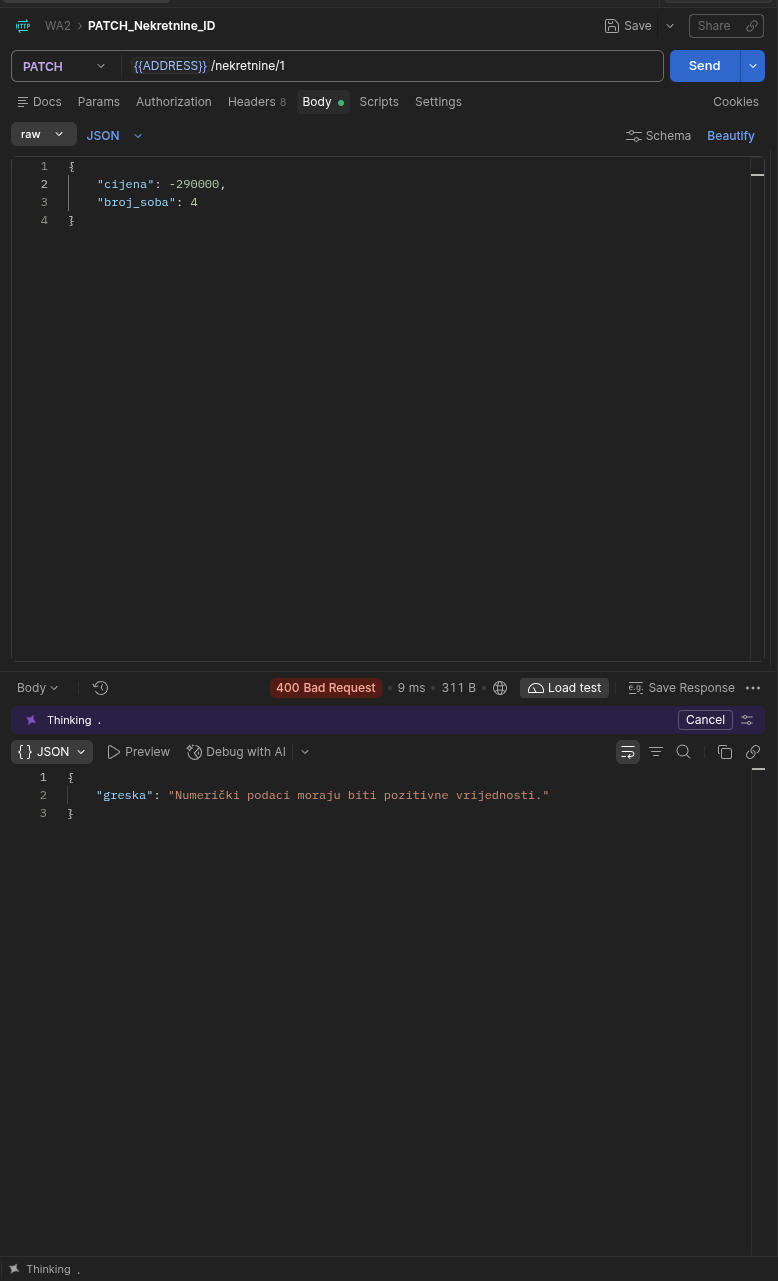 HTTP WA2 > PATCH_Nekretnine_ID Save Share
PATCH {{ADDRESS}} /nekretnine/1 Send
Docs Params Authorization Headers 8 Body Scripts Settings Cookies
raw JSON Schema Beautify
1 {
2 "cijena": -290000,
3 "broj_soba": 4
4 }
Body 400 Bad Request 9 ms 311 B Load test e.g. Save Response
Thinking . Cancel
{} JSON Preview Debug with AI
1 {
2 "greska": "Numerički podaci moraju biti pozitivne vrijednosti."
3 }
Thinking .